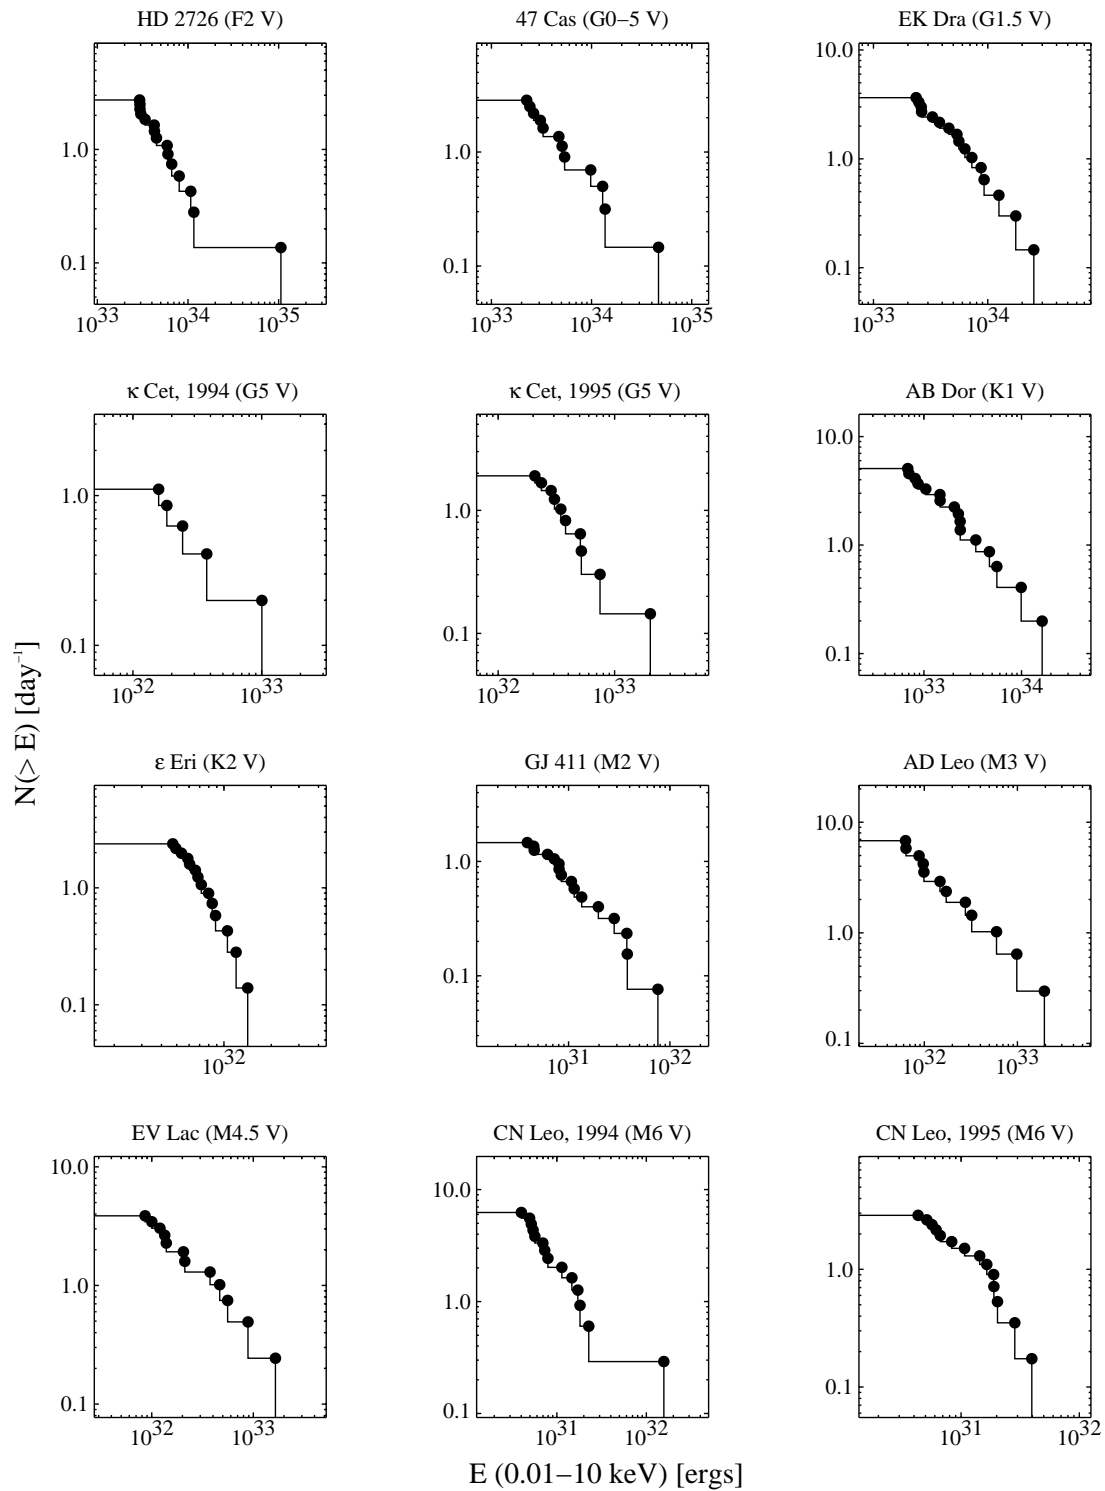 HD 2726 (F2 V)
47 Cas (G0−5 V)
EK Dra (G1.5 V)
1.0
0.1
10^33 10^34 10^35
1.0
0.1
10^33 10^34 10^35
10.0
1.0
0.1
10^33 10^34
κ Cet, 1994 (G5 V)
κ Cet, 1995 (G5 V)
AB Dor (K1 V)
1.0
0.1
10^32 10^33
1.0
0.1
10^32 10^33
10.0
1.0
0.1
10^33 10^34
N(> E) [day^−1]
ε Eri (K2 V)
GJ 411 (M2 V)
AD Leo (M3 V)
1.0
0.1
10^32
1.0
0.1
10^31 10^32
10.0
1.0
0.1
10^32 10^33
EV Lac (M4.5 V)
CN Leo, 1994 (M6 V)
CN Leo, 1995 (M6 V)
10.0
1.0
0.1
10^32 10^33
10.0
1.0
0.1
10^31 10^32
1.0
0.1
10^31 10^32
E (0.01−10 keV) [ergs]